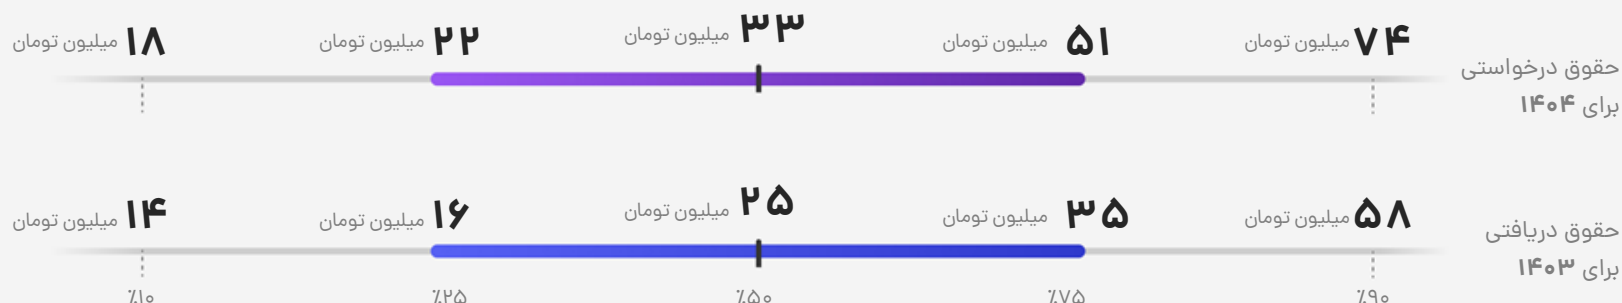 حقوق درخواستی
برای ۱۴۰۴
۱۸ میلیون تومان
۲۲ میلیون تومان
۳۳ میلیون تومان
۵۱ میلیون تومان
۷۴ میلیون تومان
حقوق دریافتی
برای ۱۴۰۳
۱۴ میلیون تومان
۱۶ میلیون تومان
۲۵ میلیون تومان
۳۵ میلیون تومان
۵۸ میلیون تومان
٪۱۰
٪۲۵
٪۵۰
٪۷۵
٪۹۰